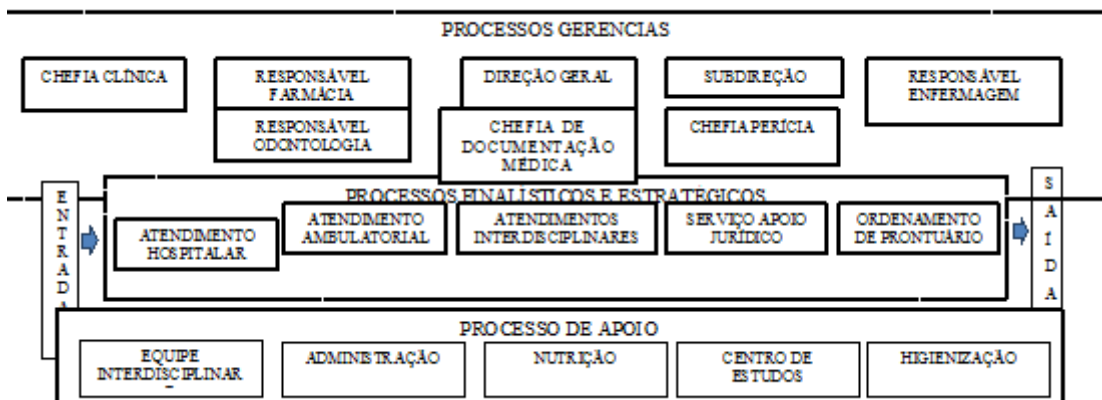 PROCESSOS GERENCIAS
CHEFIA CLÍNICA
RESPONSÁVEL
FARMÁCIA
DIREÇÃO GERAL
SUBDIREÇÃO
RESPONSÁVEL
ENFERMAGEM
RESPONSÁVEL
ODONTOLOGIA
CHEFIA DE
DOCUMENTAÇÃO
MÉDICA
CHEFIA PERÍCIA
PROCESSOS FINALÍSTICOS E ESTRATÉGICOS
ENTRADA
ATENDIMENTO
HOSPITALAR
ATENDIMENTO
AMBULATORIAL
ATENDIMENTOS
INTERDISCIPLINARES
SERVIÇO APOIO
JURÍDICO
ORDENAMENTO
DE PRONTUÁRIO
SAÍDA
PROCESSO DE APOIO
EQUIPE
INTERDISCIPLINAR
ADMINISTRAÇÃO
NUTRIÇÃO
CENTRO DE
ESTUDOS
HIGIENIZAÇÃO